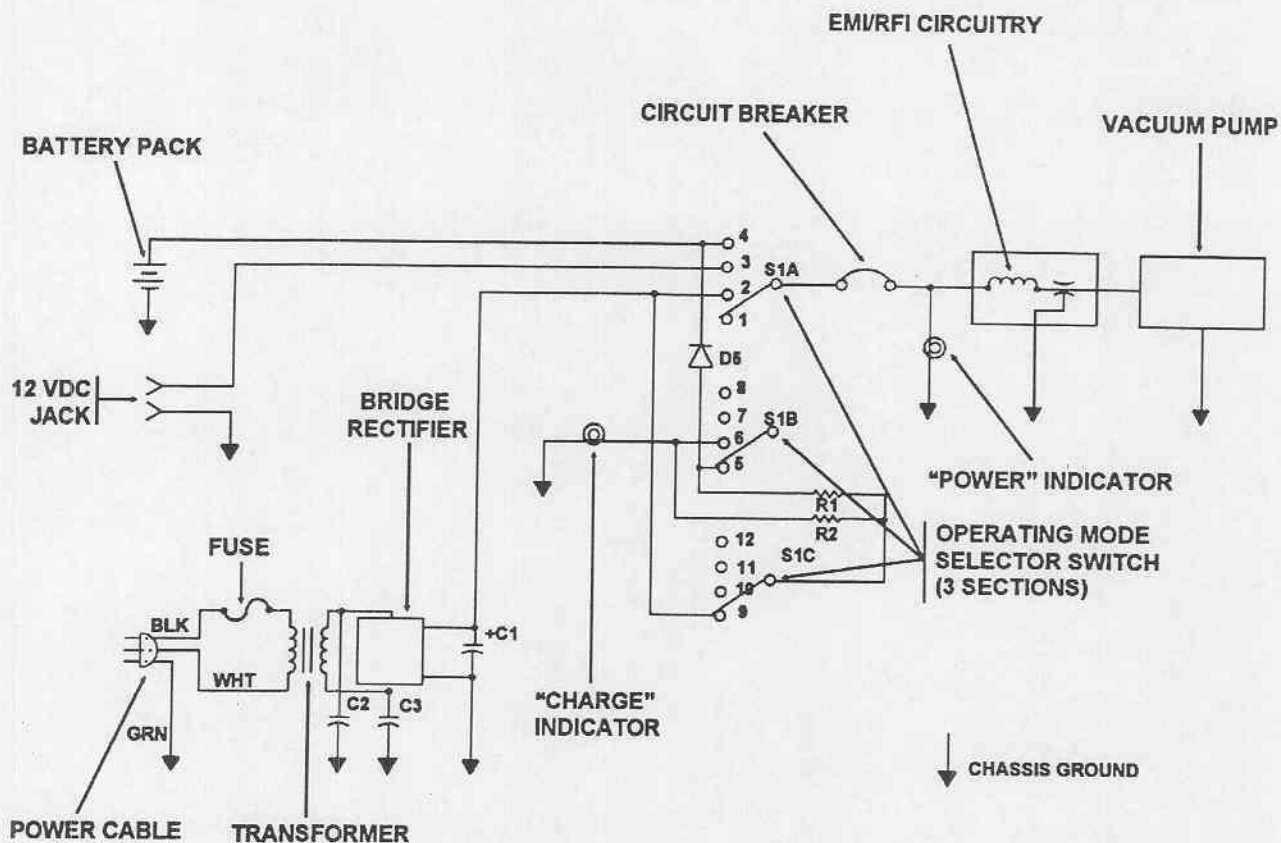 EMI/RFI CIRCUITRY
CIRCUIT BREAKER
VACUUM PUMP
BATTERY PACK
4
3
S1A
2
1
D5
12 VDC
JACK
BRIDGE
RECTIFIER
8
7
S1B
6
5
"POWER" INDICATOR
R1
R2
OPERATING MODE
SELECTOR SWITCH
(3 SECTIONS)
12
11
S1C
10
9
FUSE
BLK
+C1
WHT
C2
C3
"CHARGE"
INDICATOR
GRN
CHASSIS GROUND
POWER CABLE
TRANSFORMER